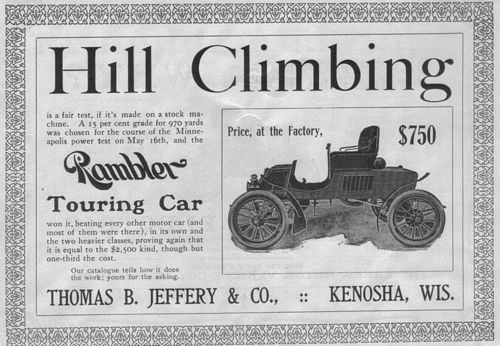 Hill Climbing
is a fair test, if it's made on a stock ma-
chine. A 15 per cent grade for 970 yards
was chosen for the course of the Minne-
apolis power test on May 16th, and the
Rambler
Touring Car
won it, beating every other motor car (and
most of them were there), in its own and
the two heavier classes, proving again that
it is equal to the $2,500 kind, though but
one-third the cost.
Our catalogue tells how it does
the work; yours for the asking.
Price, at the Factory,
$750
THOMAS B. JEFFERY & CO., :: KENOSHA, WIS.